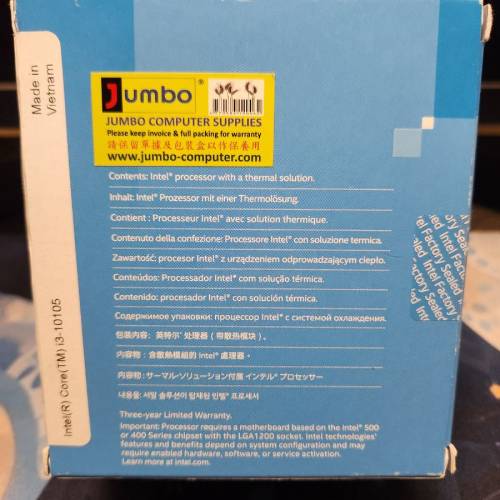 Made in
Vietnam
Intel(R) Core(TM) i3-10105
Jumbo®
JUMBO COMPUTER SUPPLIES
Please keep invoice & full packing for warranty
請保留單據及包裝盒以作保養用
www.jumbo-computer.com
Contents: Intel® processor with a thermal solution.
Inhalt: Intel® Prozessor mit einer Thermolösung.
Contient : Processeur Intel® avec solution thermique.
Contenuto della confezione: Processore Intel® con soluzione termica.
Zawartość: procesor Intel® z urządzeniem odprowadzającym ciepło.
Conteúdos: Processador Intel® com solução térmica.
Contenido: procesador Intel® con solución térmica.
Содержимое упаковки: процессор Intel® с системой охлаждения.
包装内容：英特尔® 处理器（带散热模块）。
內容物：含散熱模組的 Intel® 處理器。
内容物：サーマル・ソリューション付属 インテル® プロセッサー
내용물: 써멀 솔루션이 탑재된 인텔® 프로세서
Three-year Limited Warranty.
Important: Processor requires a motherboard based on the Intel® 500
or 400 Series chipset with the LGA1200 socket. Intel technologies'
features and benefits depend on system configuration and may
require enabled hardware, software, or service activation.
Learn more at intel.com.
Intel Factory Sealed